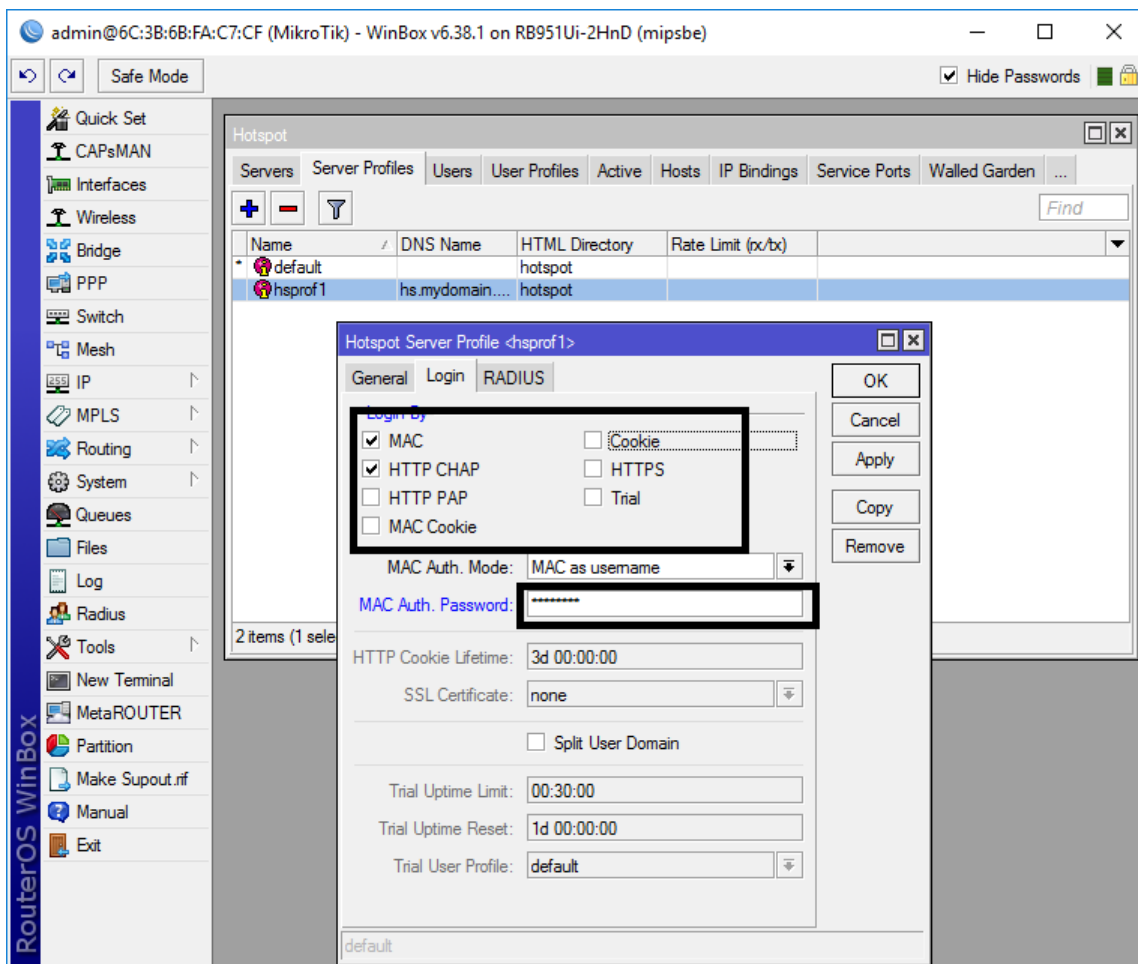 admin@6C:3B:6B:FA:C7:CF (MikroTik) - WinBox v6.38.1 on RB951Ui-2HnD (mipsbe)
Safe Mode
Hide Passwords
RouterOS WinBox
Quick Set
CAPsMAN
Interfaces
Wireless
Bridge
PPP
Switch
Mesh
IP
MPLS
Routing
System
Queues
Files
Log
Radius
Tools
New Terminal
MetaROUTER
Partition
Make Supout.rif
Manual
Exit
Hotspot
Servers Server Profiles Users User Profiles Active Hosts IP Bindings Service Ports Walled Garden ...
Find
Name DNS Name HTML Directory Rate Limit (rx/tx)
* default hotspot
hsprof1 hs.mydomain.... hotspot
2 items (1 sele
Hotspot Server Profile <hsprof1>
General Login RADIUS
Login By
MAC Cookie
HTTP CHAP HTTPS
HTTP PAP Trial
MAC Cookie
MAC Auth. Mode: MAC as username
MAC Auth. Password: ********
HTTP Cookie Lifetime: 3d 00:00:00
SSL Certificate: none
Split User Domain
Trial Uptime Limit: 00:30:00
Trial Uptime Reset: 1d 00:00:00
Trial User Profile: default
default
OK
Cancel
Apply
Copy
Remove